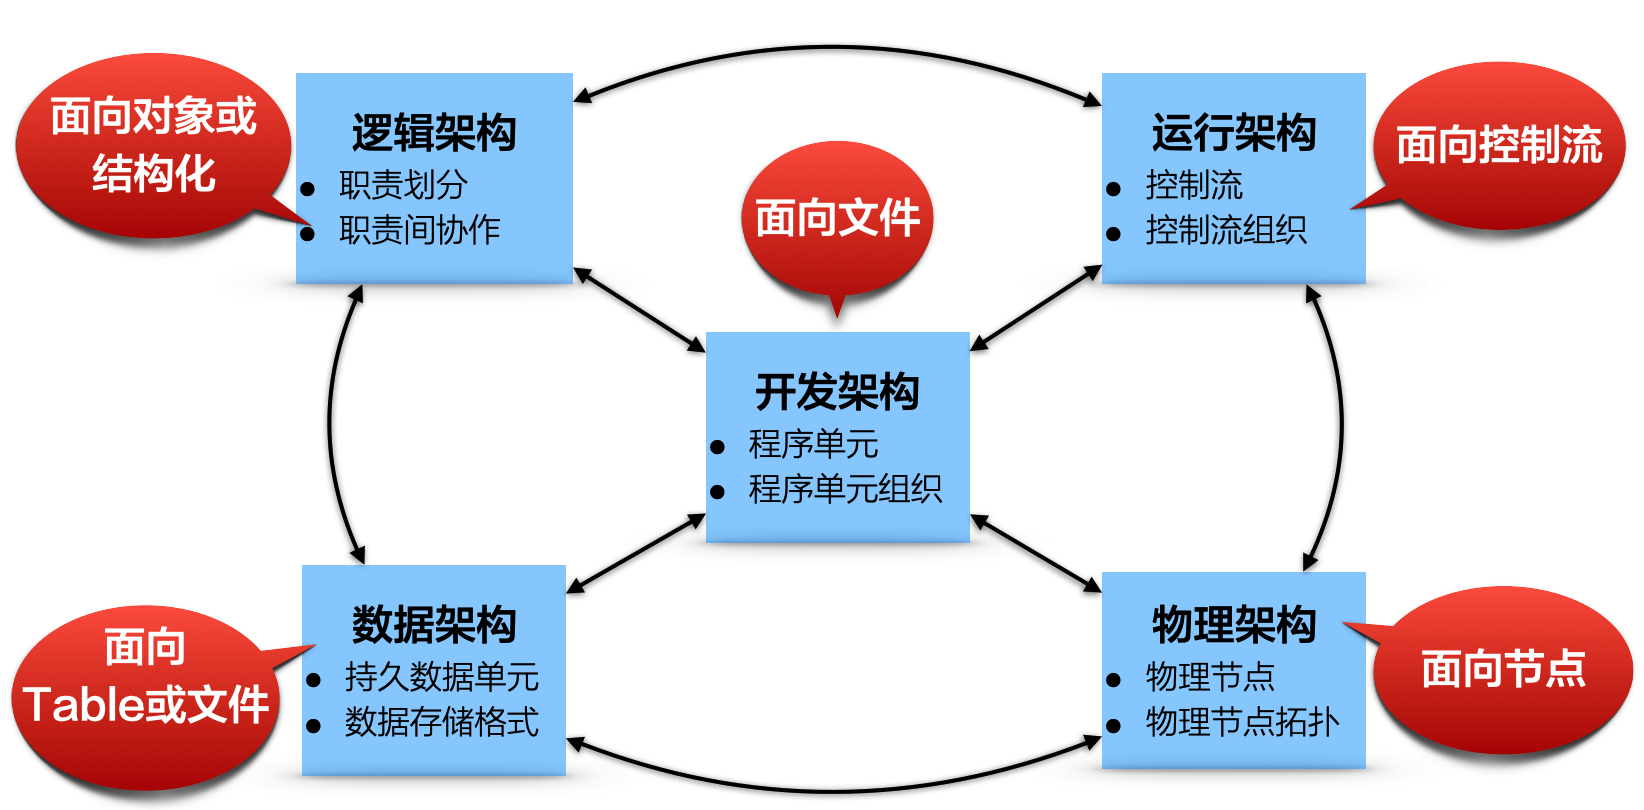 面向对象或
结构化
逻辑架构
● 职责划分
● 职责间协作
运行架构
● 控制流
● 控制流组织
面向控制流
面向文件
开发架构
● 程序单元
● 程序单元组织
面向
Table或文件
数据架构
● 持久数据单元
● 数据存储格式
物理架构
● 物理节点
● 物理节点拓扑
面向节点